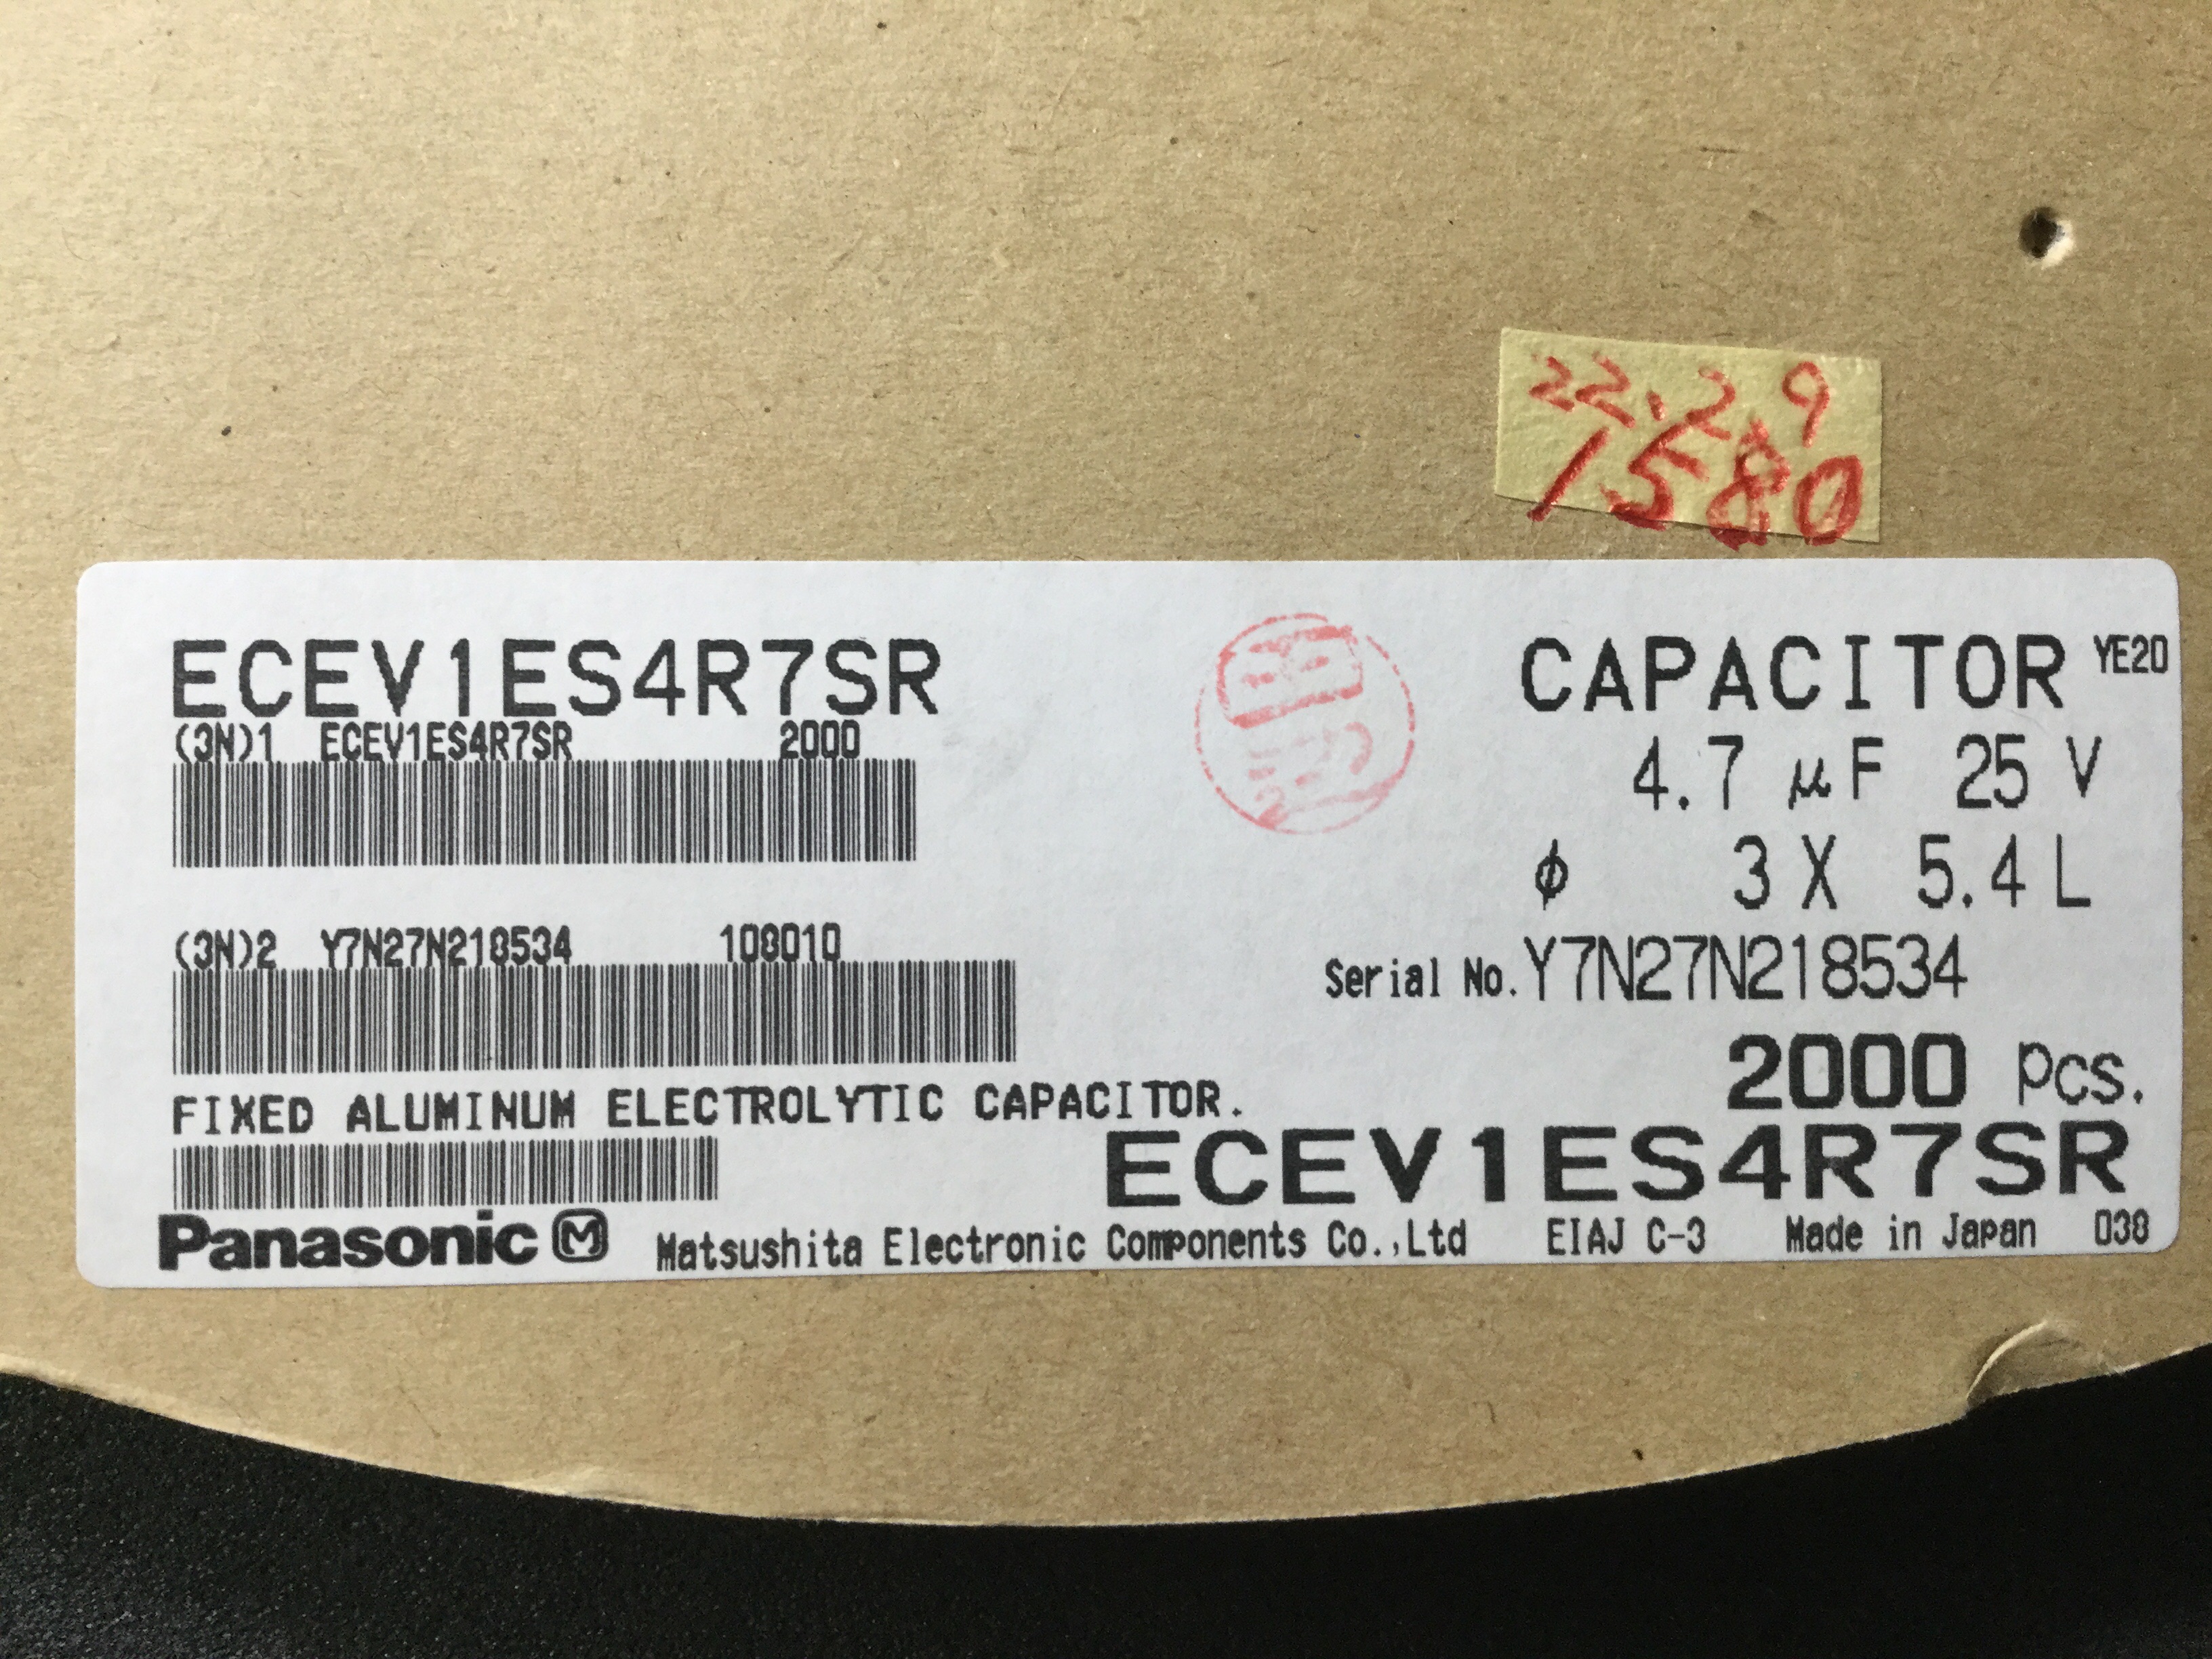 22.2.9
1580
ECEV1ES4R7SR
(3N)1 ECEV1ES4R7SR 2000
(3N)2 Y7N27N218534 108010
FIXED ALUMINUM ELECTROLYTIC CAPACITOR.
CAPACITOR YE20
4.7 μF 25 V
φ 3 X 5.4 L
Serial No. Y7N27N218534
2000 pcs.
ECEV1ES4R7SR
Panasonic M Matsushita Electronic Components Co.,Ltd EIAJ C-3 Made in Japan 038